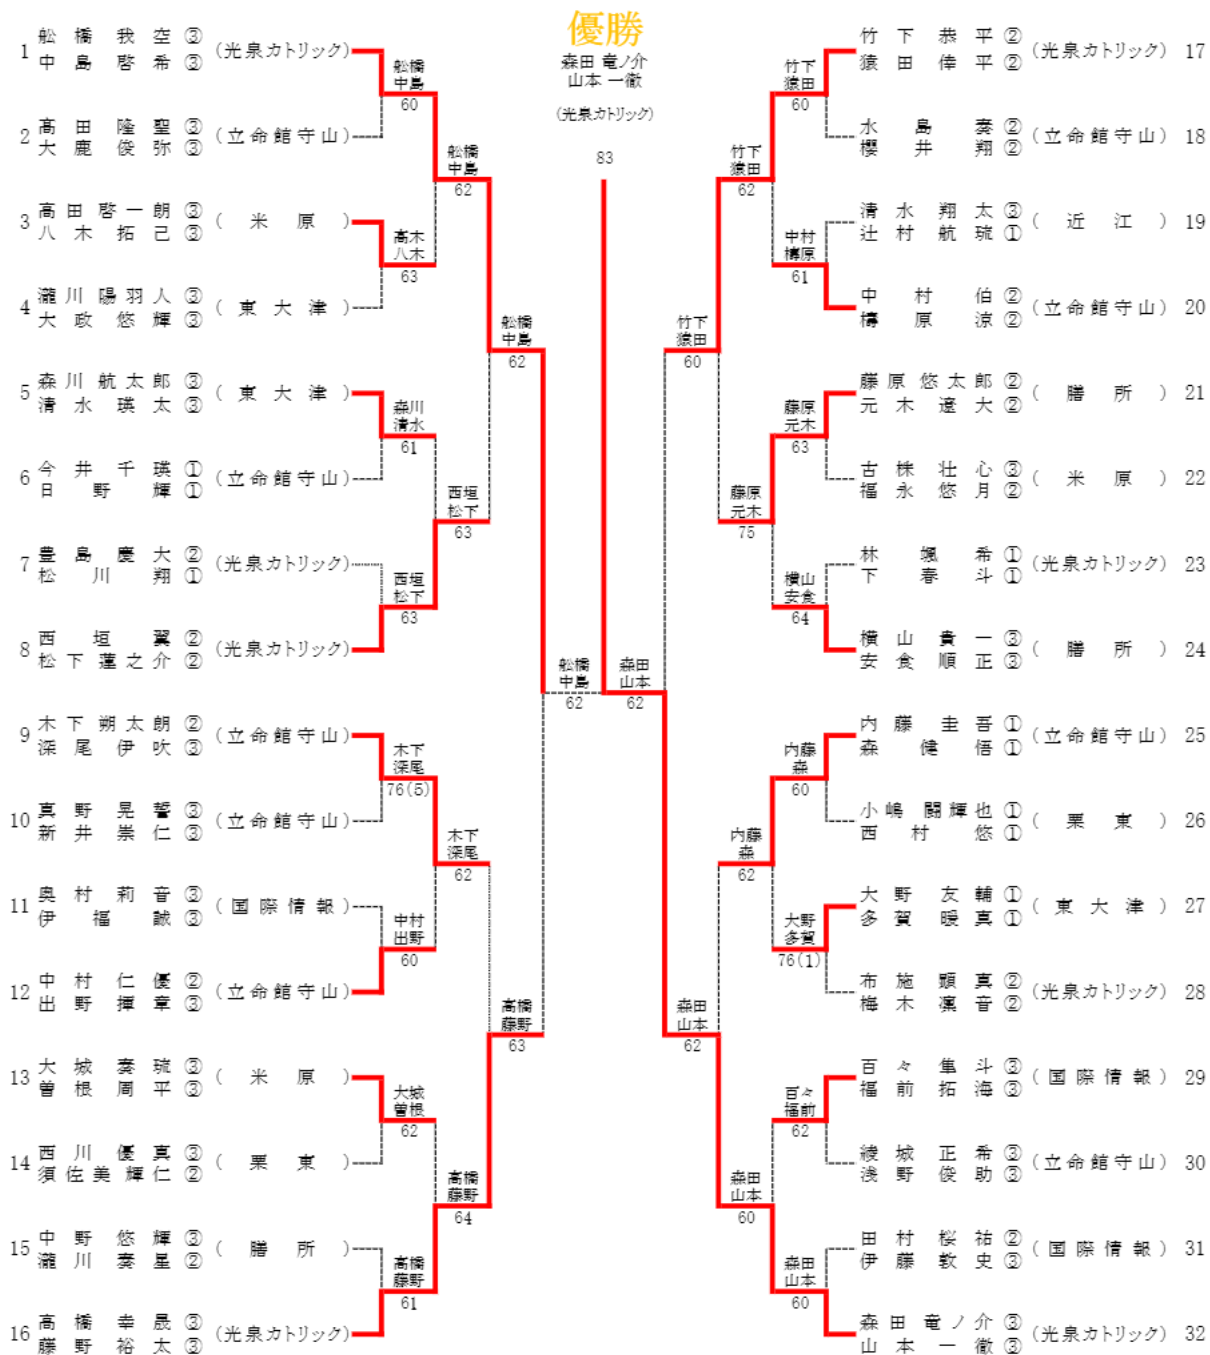 優勝
森田 竜ノ介
山本 一徹
(光泉カトリック)
83
1 舩橋我空③ (光泉カトリック)
中島啓希③
舩橋
中島
60
2 髙田隆聖③ (立命館守山)
大鹿俊弥③
舩橋
中島
62
3 高田啓一朗③ (米原)
八木拓己③
高木
八木
63
4 瀧川陽羽人③ (東大津)
大政悠輝③
舩橋
中島
62
5 森川航太郎③ (東大津)
清水瑛太③
森川
清水
61
6 今井千瑛① (立命館守山)
日野輝①
西垣
松下
63
7 豊島慶大② (光泉カトリック)
松川翔①
西垣
松下
63
8 西垣翼② (光泉カトリック)
松下蓮之介②
舩橋
中島
62
9 木下朔太朗② (立命館守山)
深尾伊吹③
木下
深尾
76(5)
10 真野晃誓③ (立命館守山)
新井崇仁③
木下
深尾
62
11 奥村莉音③ (国際情報)
伊福誠③
中村
出野
60
12 中村仁優② (立命館守山)
出野揮章③
高橋
藤野
63
13 大城泰琉③ (米原)
曽根周平③
大城
曽根
62
14 西川優真③ (栗東)
須佐美輝仁②
高橋
藤野
64
15 中野悠輝③ (膳所)
瀧川泰星②
高橋
藤野
61
16 高橋幸晟③ (光泉カトリック)
藤野裕太③
竹下恭平② (光泉カトリック) 17
猿田倖平②
竹下
猿田
60
水島泰② (立命館守山) 18
櫻井翔②
竹下
猿田
62
清水翔太③ (近江) 19
辻村航琉①
中村
檮原
61
中村伯② (立命館守山) 20
檮原涼②
竹下
猿田
60
藤原悠太郎② (膳所) 21
元木遼大②
藤原
元木
63
古株壮心③ (米原) 22
福永悠月②
藤原
元木
75
林颯希① (光泉カトリック) 23
下春斗①
横山
安食
64
横山貴一③ (膳所) 24
安食順正③
森田
山本
62
内藤圭吾① (立命館守山) 25
森健悟①
内藤
森
60
小嶋闘輝也① (栗東) 26
西村悠①
内藤
森
62
大野友輔① (東大津) 27
多賀暖真①
大野
多賀
76(1)
布施顕真② (光泉カトリック) 28
梅木凜音②
森田
山本
62
百々隼斗③ (国際情報) 29
福前拓海③
百々
福前
62
綾城正希③ (立命館守山) 30
浅野俊助③
森田
山本
60
田村桜祐② (国際情報) 31
伊藤敦史③
森田
山本
60
森田竜ノ介③ (光泉カトリック) 32
山本一徹③